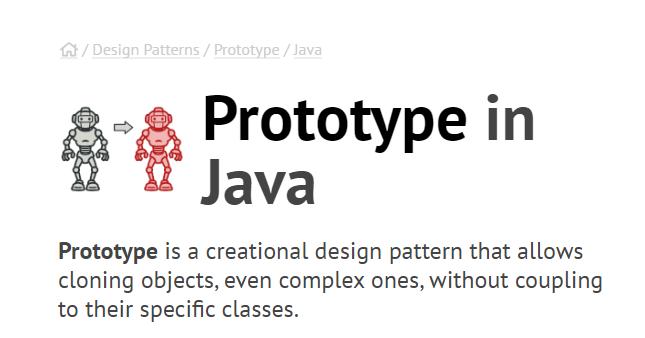 / Design Patterns / Prototype / Java
Prototype in
Java
Prototype is a creational design pattern that allows
cloning objects, even complex ones, without coupling
to their specific classes.